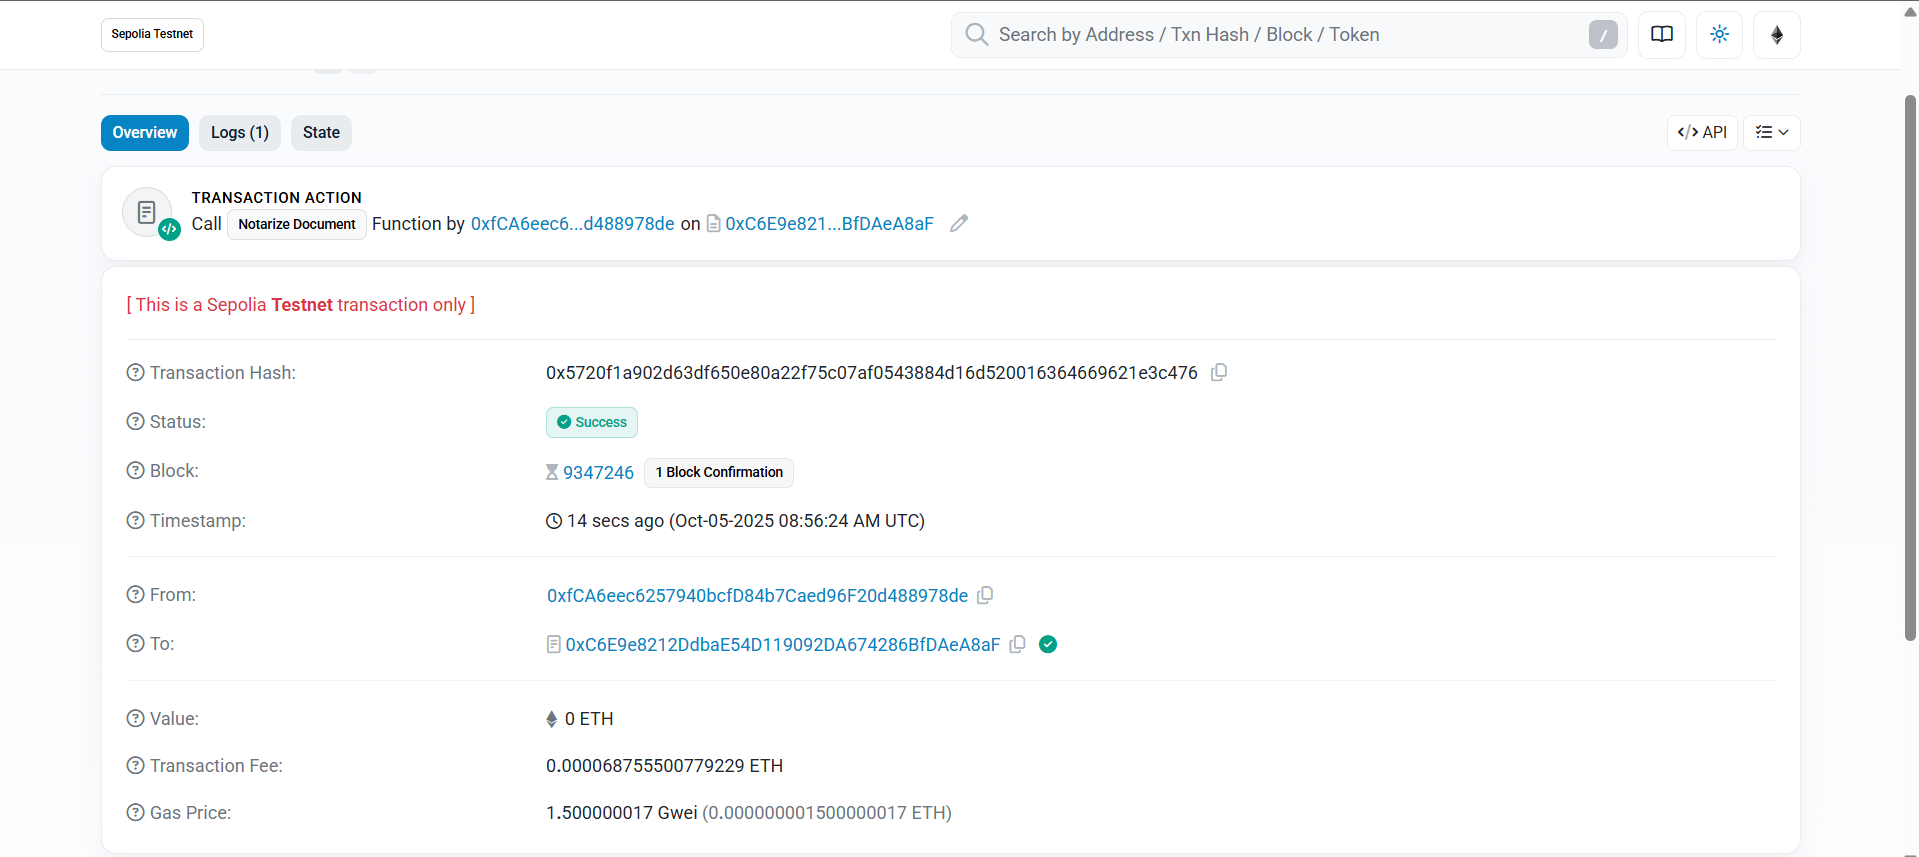 Sepolia Testnet
Search by Address / Txn Hash / Block / Token
/
Overview
Logs (1)
State
</> API
TRANSACTION ACTION
Call Notarize Document Function by 0xfCA6eec6...d488978de on 0xC6E9e821...BfDAeA8aF
[ This is a Sepolia Testnet transaction only ]
Transaction Hash: 0x5720f1a902d63df650e80a22f75c07af0543884d16d520016364669621e3c476
Status: Success
Block: 9347246 1 Block Confirmation
Timestamp: 14 secs ago (Oct-05-2025 08:56:24 AM UTC)
From: 0xfCA6eec6257940bcfD84b7Caed96F20d488978de
To: 0xC6E9e8212DdbaE54D119092DA674286BfDAeA8aF
Value: 0 ETH
Transaction Fee: 0.000068755500779229 ETH
Gas Price: 1.500000017 Gwei (0.000000001500000017 ETH)